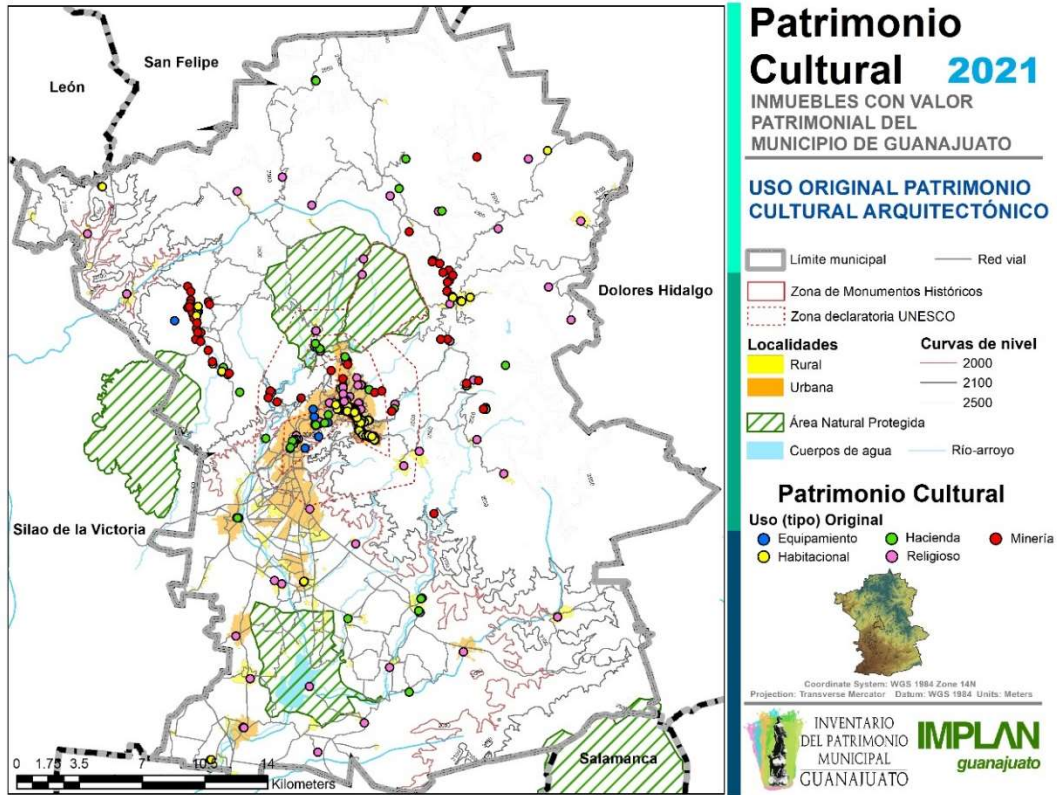 San Felipe
León
Dolores Hidalgo
Silao de la Victoria
Salamanca
0 1.75 3.5 7 10.5 14
Kilometers
Patrimonio
Cultural 2021
INMUEBLES CON VALOR
PATRIMONIAL DEL
MUNICIPIO DE GUANAJUATO
USO ORIGINAL PATRIMONIO
CULTURAL ARQUITECTÓNICO
Límite municipal Red vial
Zona de Monumentos Históricos
Zona declaratoria UNESCO
Localidades Curvas de nivel
Rural 2000
Urbana 2100
2500
Área Natural Protegida
Cuerpos de agua Río-arroyo
Patrimonio Cultural
Uso (tipo) Original
Equipamiento Hacienda Minería
Habitacional Religioso
Coordinate System: WGS 1984 Zone 14N
Projection: Transverse Mercator Datum: WGS 1984 Units: Meters
INVENTARIO
DEL PATRIMONIO
MUNICIPAL
GUANAJUATO
IMPLAN
guanajuato